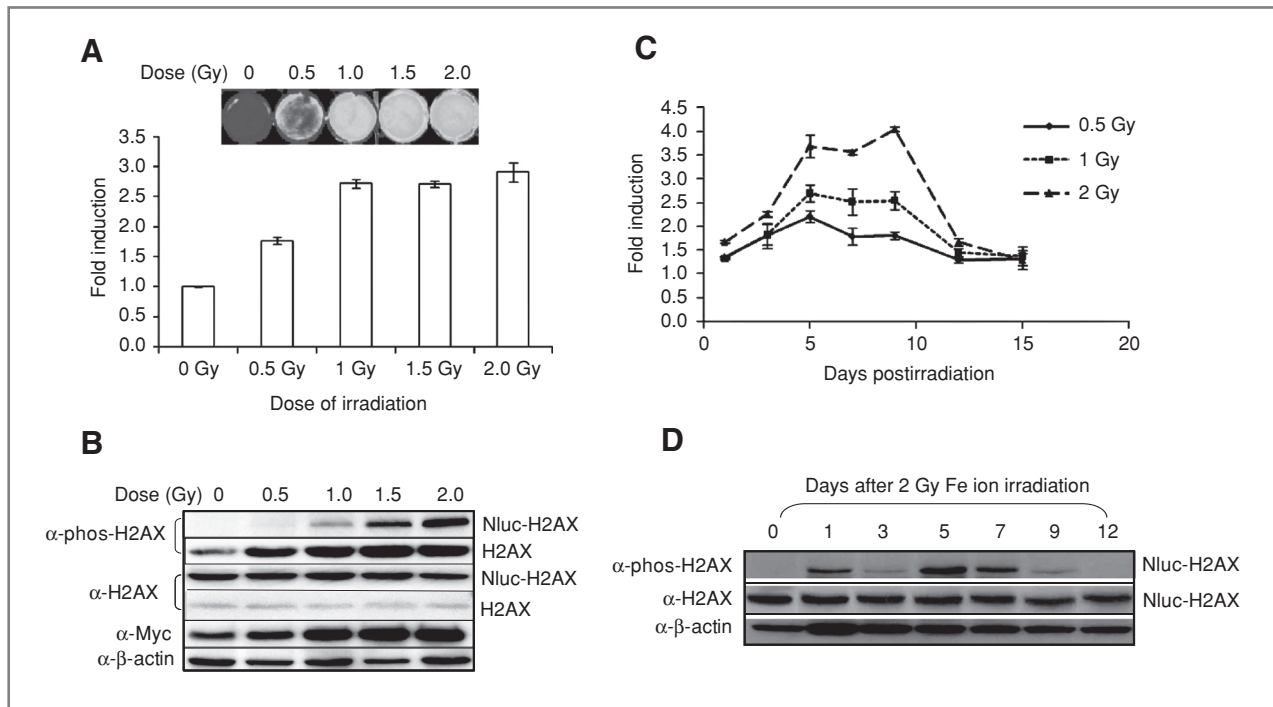 A
Dose (Gy) 0 0.5 1.0 1.5 2.0
3.5
3.0
2.5
2.0
1.5
1.0
0.5
0.0
Fold induction
0 Gy 0.5 Gy 1 Gy 1.5 Gy 2.0 Gy
Dose of irradiation
B
Dose (Gy) 0 0.5 1.0 1.5 2.0
α-phos-H2AX Nluc-H2AX
H2AX
α-H2AX Nluc-H2AX
H2AX
α-Myc
α-β-actin
C
4.5
4.0
3.5
3.0
2.5
2.0
1.5
1.0
0.5
0.0
Fold induction
0.5 Gy
1 Gy
2 Gy
0 5 10 15 20
Days postirradiation
D
Days after 2 Gy Fe ion irradiation
0 1 3 5 7 9 12
α-phos-H2AX Nluc-H2AX
α-H2AX Nluc-H2AX
α-β-actin